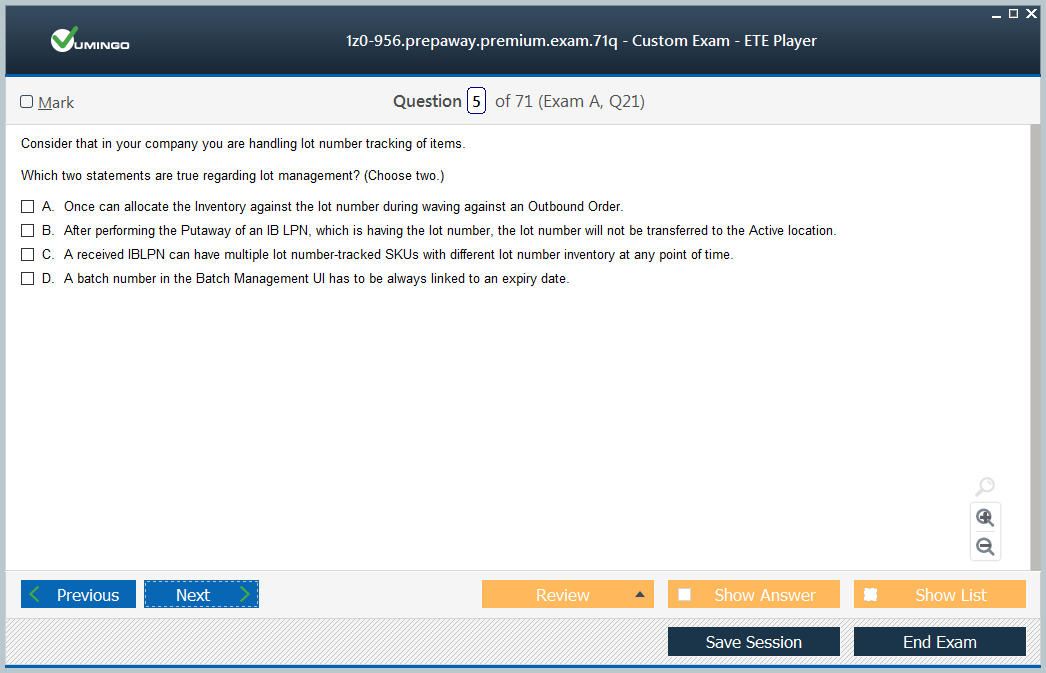 VUMINGO
1z0-956.prepaway.premium.exam.71q - Custom Exam - ETE Player
Mark
Question 5 of 71 (Exam A, Q21)
Consider that in your company you are handling lot number tracking of items.
Which two statements are true regarding lot management? (Choose two.)
A. Once can allocate the Inventory against the lot number during waving against an Outbound Order.
B. After performing the Putaway of an IB LPN, which is having the lot number, the lot number will not be transferred to the Active location.
C. A received IBLPN can have multiple lot number-tracked SKUs with different lot number inventory at any point of time.
D. A batch number in the Batch Management UI has to be always linked to an expiry date.
Previous
Next
Review
Show Answer
Show List
Save Session
End Exam